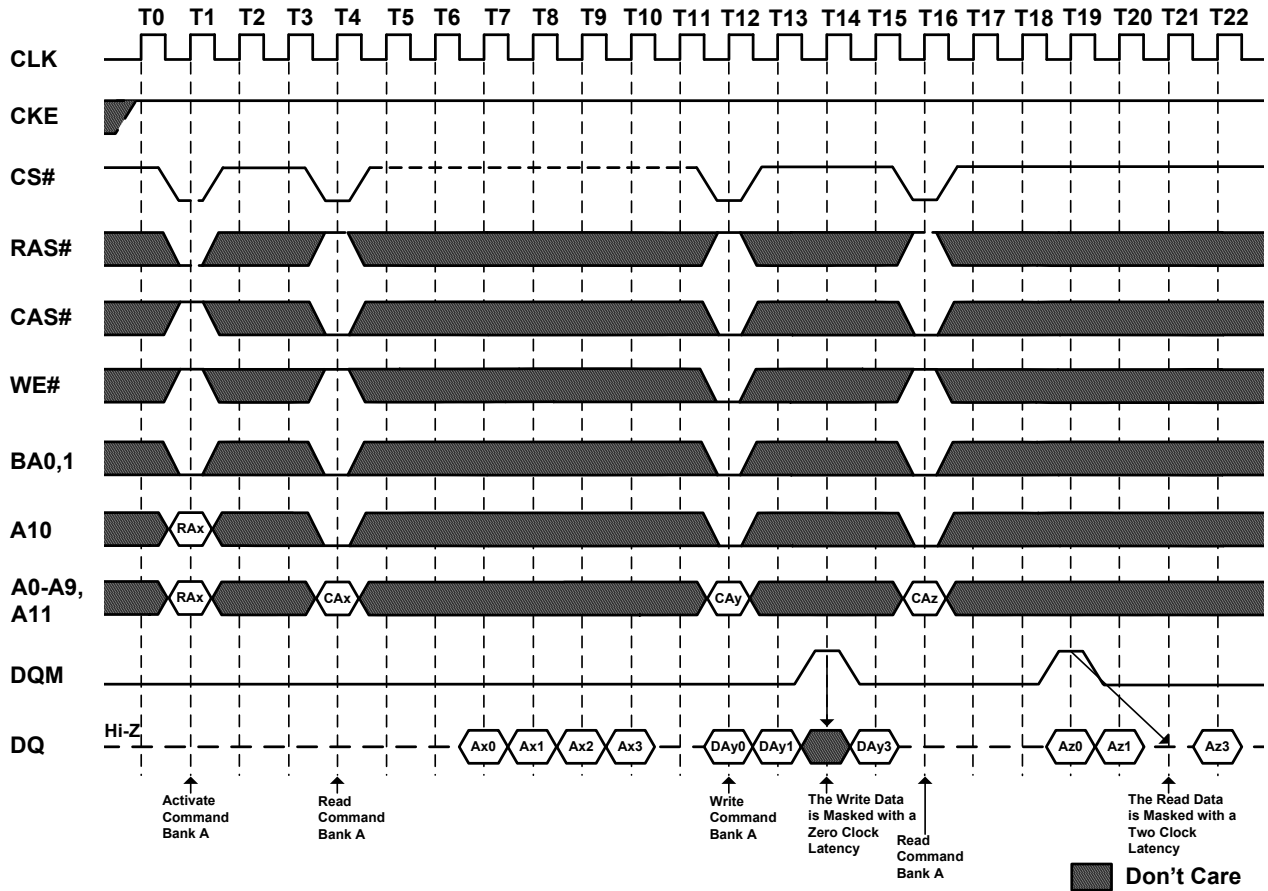 T0 T1 T2 T3 T4 T5 T6 T7 T8 T9 T10 T11 T12 T13 T14 T15 T16 T17 T18 T19 T20 T21 T22
CLK
CKE
CS#
RAS#
CAS#
WE#
BA0,1
A10 RAx
A0-A9,
A11 RAx CAx CAy CAz
DQM
Hi-Z
DQ Ax0 Ax1 Ax2 Ax3 DAy0 DAy1 DAy3 Az0 Az1 Az3
Activate
Command
Bank A
Read
Command
Bank A
Write
Command
Bank A
The Write Data
is Masked with a
Zero Clock
Latency
Read
Command
Bank A
The Read Data
is Masked with a
Two Clock
Latency
Don't Care